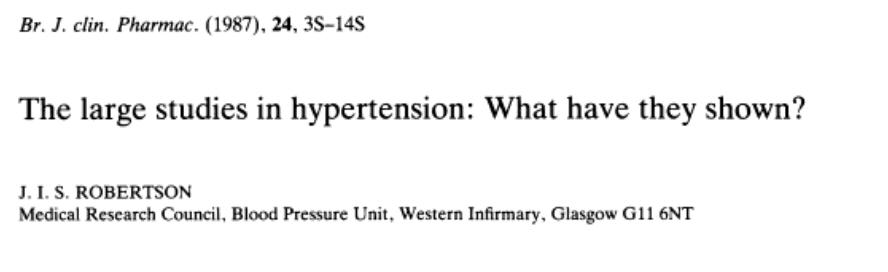 Br. J. clin. Pharmac. (1987), 24, 3S–14S
The large studies in hypertension: What have they shown?
J. I. S. ROBERTSON
Medical Research Council, Blood Pressure Unit, Western Infirmary, Glasgow G11 6NT